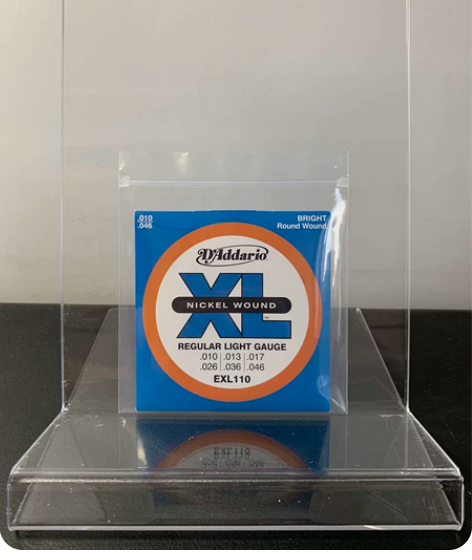 .010
.046
BRIGHT
Round Wound
D'Addario
XL
NICKEL WOUND
REGULAR LIGHT GAUGE
.010 .013 .017
.026 .036 .046
EXL110